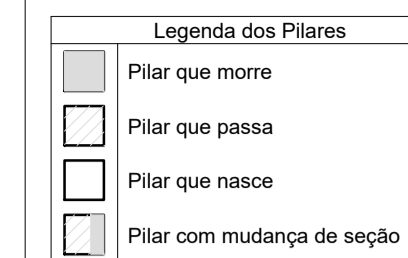 Legenda dos Pilares
Pilar que morre
Pilar que passa
Pilar que nasce
Pilar com mudança de seção